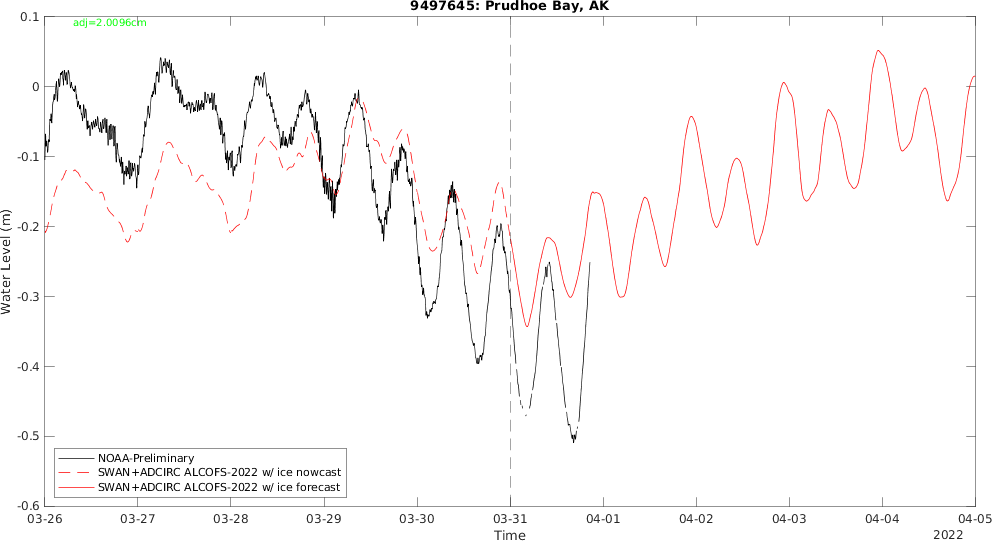 9497645: Prudhoe Bay, AK
adj=2.0096cm
0.1
0
-0.1
-0.2
-0.3
-0.4
-0.5
-0.6
Water Level (m)
NOAA-Preliminary
SWAN+ADCIRC ALCOFS-2022 w/ ice nowcast
SWAN+ADCIRC ALCOFS-2022 w/ ice forecast
03-26 03-27 03-28 03-29 03-30 03-31 04-01 04-02 04-03 04-04 04-05
Time
2022